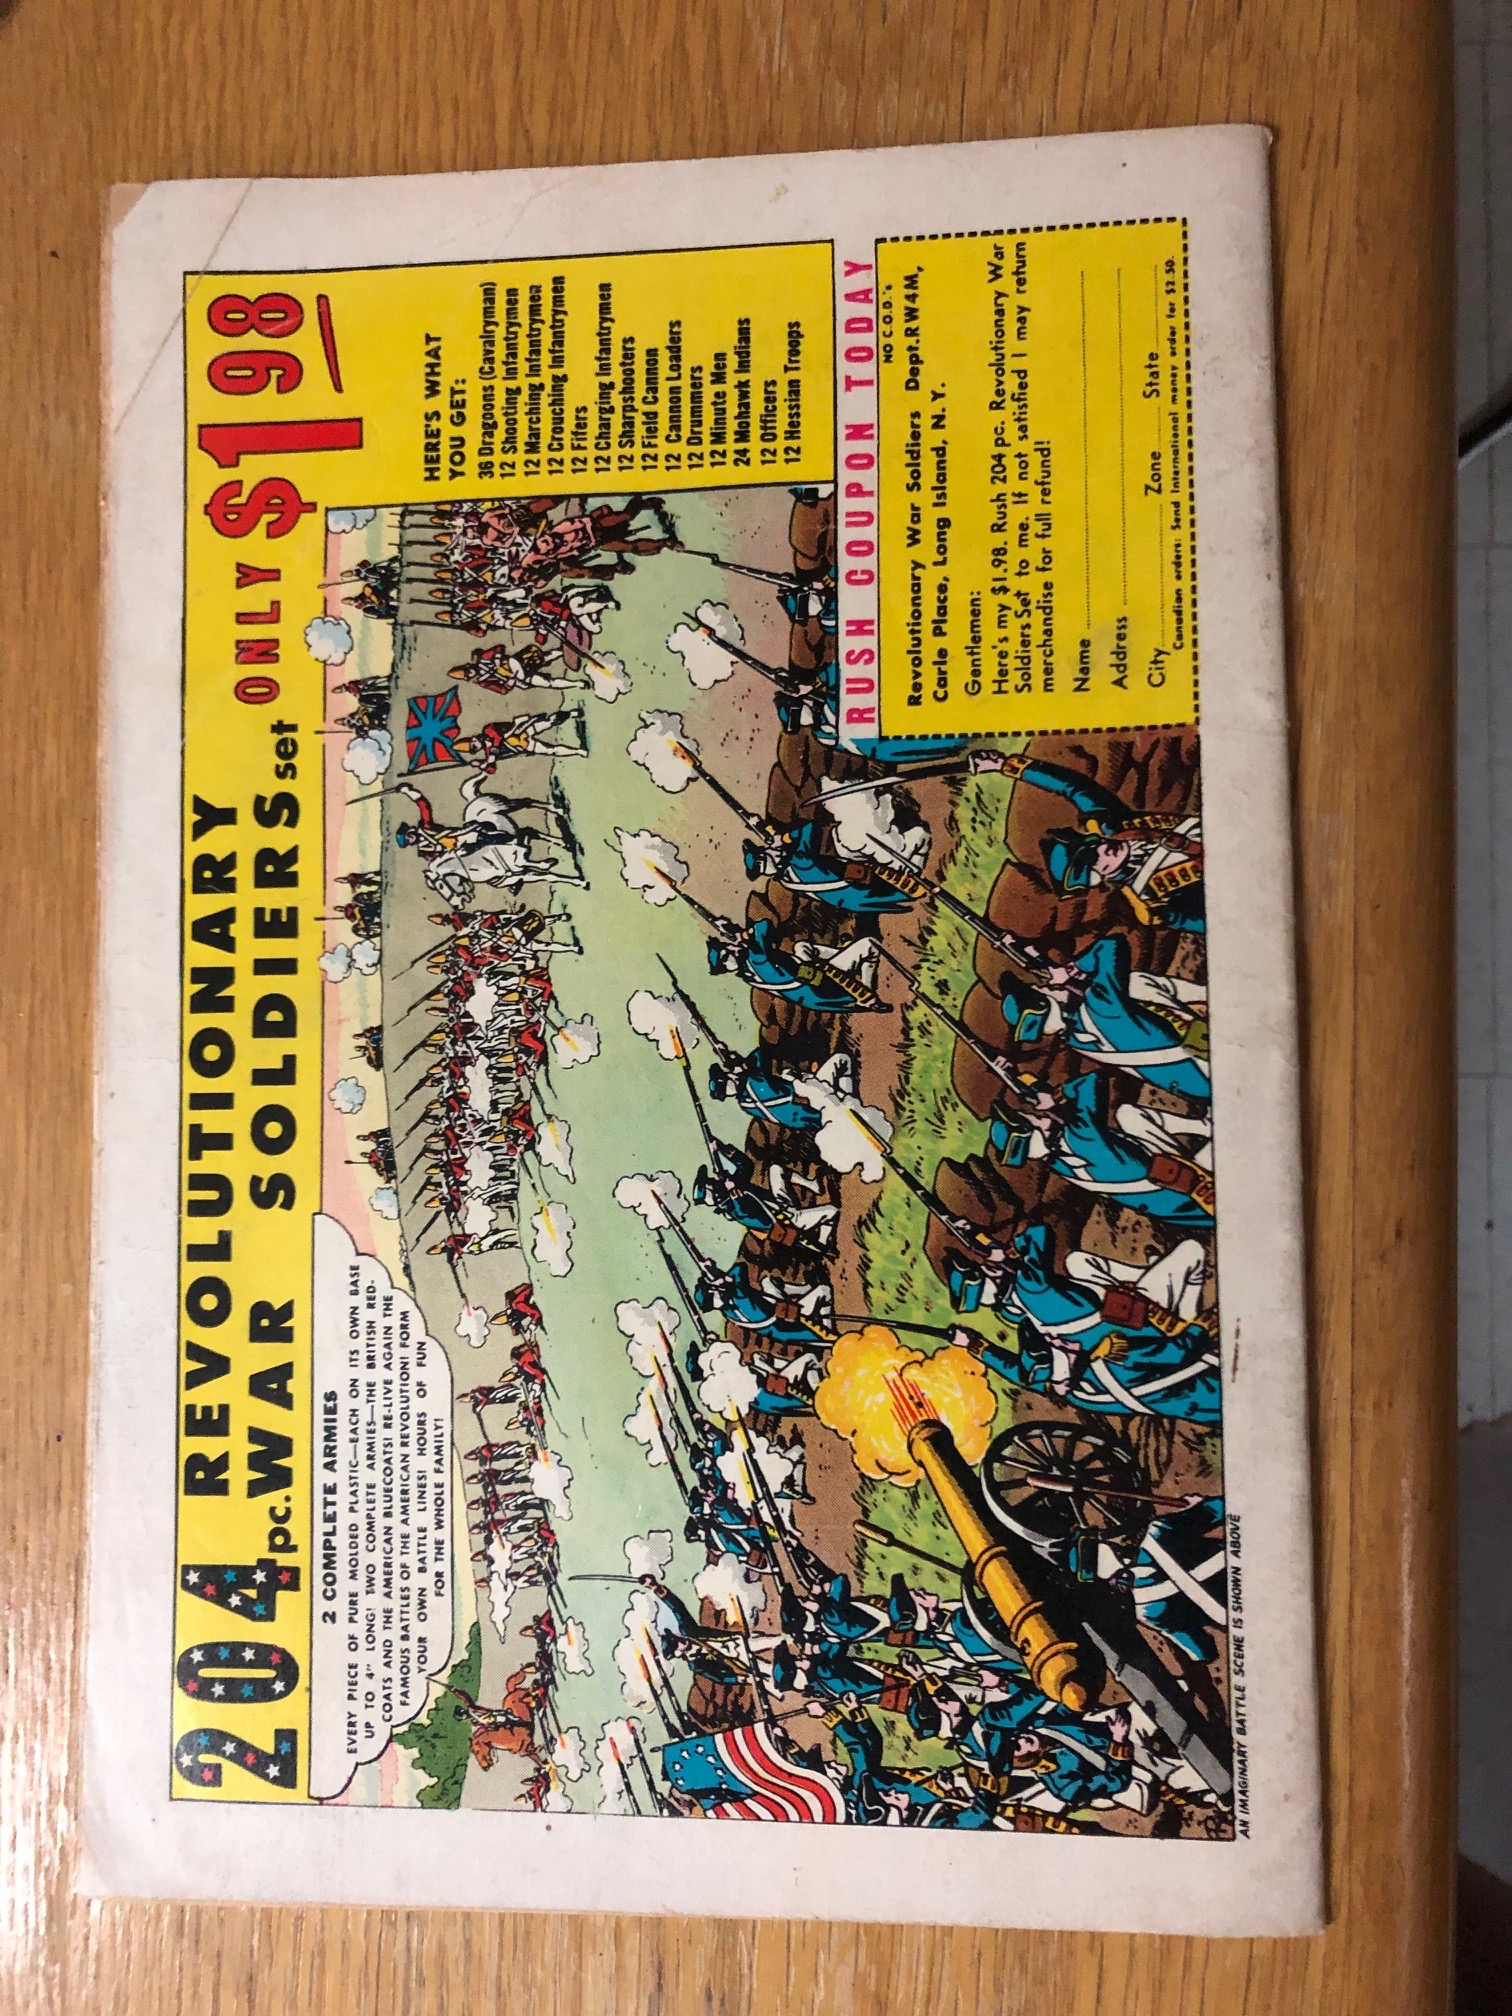 204 REVOLUTIONARY
pc. WAR SOLDIERS set ONLY $1 98
2 COMPLETE ARMIES
EVERY PIECE OF PURE MOLDED PLASTIC—EACH ON ITS OWN BASE
UP TO 4" LONG! TWO COMPLETE ARMIES—THE BRITISH RED-
COATS AND THE AMERICAN BLUECOATS! RE-LIVE AGAIN THE
FAMOUS BATTLES OF THE AMERICAN REVOLUTION! FORM
YOUR OWN BATTLE LINES! HOURS OF FUN
FOR THE WHOLE FAMILY!
HERE'S WHAT
YOU GET:
36 Dragoons (Cavalryman)
12 Shooting Infantrymen
12 Marching Infantrymen
12 Crouching Infantrymen
12 Fifers
12 Charging Infantrymen
12 Sharpshooters
12 Field Cannon
12 Cannon Loaders
12 Drummers
12 Minute Men
24 Mohawk Indians
12 Officers
12 Hessian Troops
RUSH COUPON TODAY
NO C.O.D.'s
Revolutionary War Soldiers Dept. RW4M,
Carle Place, Long Island, N. Y.
Gentlemen:
Here's my $1.98. Rush 204 pc. Revolutionary War
Soldiers Set to me. If not satisfied I may return
merchandise for full refund!
Name
Address
City Zone State
Canadian orders: Send International money order for $2.50.
AN IMAGINARY BATTLE SCENE IS SHOWN ABOVE